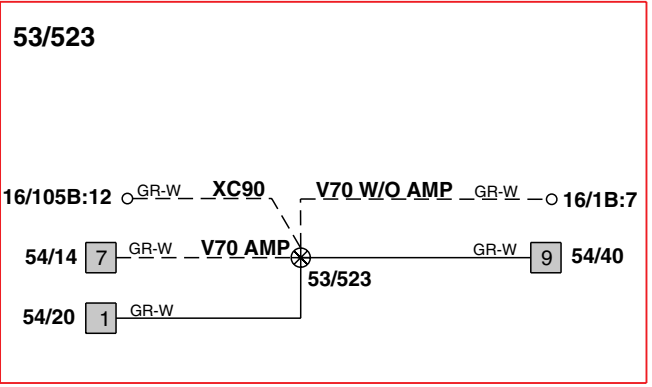 53/523
16/105B:12 GR-W XC90 V70 W/O AMP GR-W 16/1B:7
54/14 7 GR-W V70 AMP GR-W 9 54/40
53/523
54/20 1 GR-W